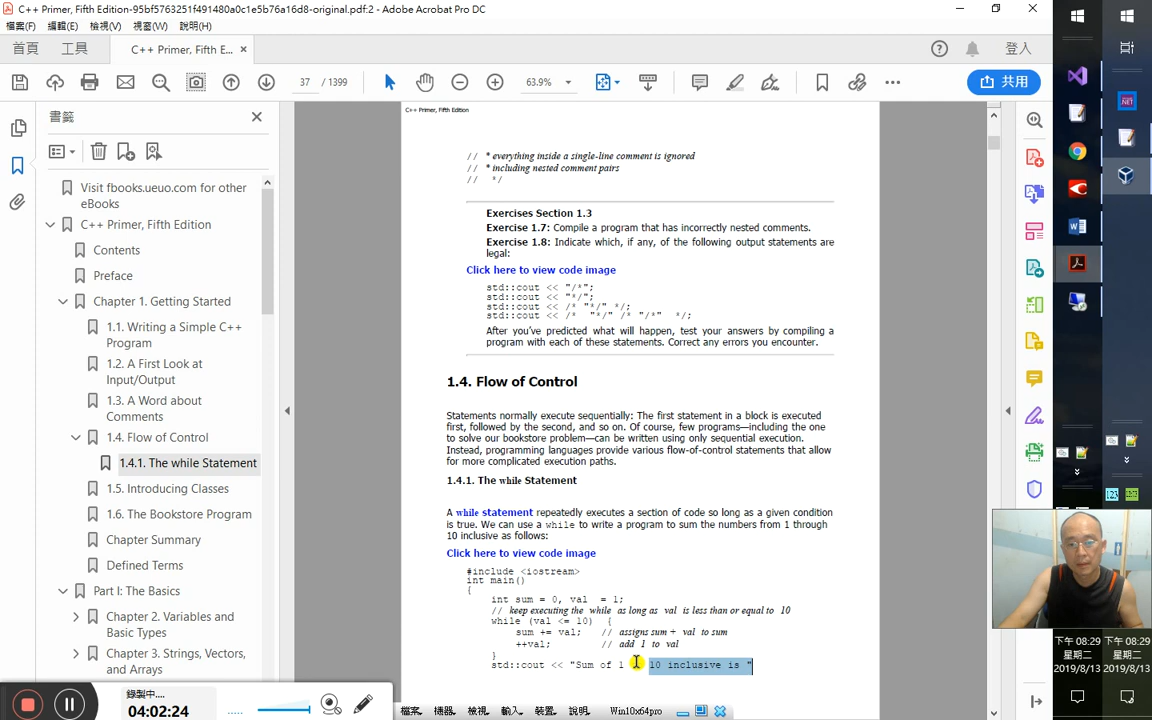 C++ Primer, Fifth Edition-95bf5763251f491480a0c1e5b76a16d8-original.pdf.2 - Adobe Acrobat Pro DC
檔案(F) 編輯(E) 檢視(V) 視窗(W) 說明(H)
首頁 工具 C++ Primer, Fifth E... × 登入
37 / 1399 63.9% 共用
書籤
Visit fbooks.ueuo.com for other eBooks
C++ Primer, Fifth Edition
Contents
Preface
Chapter 1. Getting Started
1.1. Writing a Simple C++
Program
1.2. A First Look at
Input/Output
1.3. A Word about
Comments
1.4. Flow of Control
1.4.1. The while Statement
1.5. Introducing Classes
1.6. The Bookstore Program
Chapter Summary
Defined Terms
Part I: The Basics
Chapter 2. Variables and
Basic Types
Chapter 3. Strings, Vectors,
and Arrays
C++ Primer, Fifth Edition
// * everything inside a single-line comment is ignored
// * including nested comment pairs
// */
Exercises Section 1.3
Exercise 1.7: Compile a program that has incorrectly nested comments.
Exercise 1.8: Indicate which, if any, of the following output statements are
legal:
Click here to view code image
std::cout << "/*";
std::cout << "*/";
std::cout << /* "*/" */;
std::cout << /* "*/" /* "/*" */;
After you've predicted what will happen, test your answers by compiling a
program with each of these statements. Correct any errors you encounter.
1.4. Flow of Control
Statements normally execute sequentially: The first statement in a block is executed
first, followed by the second, and so on. Of course, few programs—including the one
to solve our bookstore problem—can be written using only sequential execution.
Instead, programming languages provide various flow-of-control statements that allow
for more complicated execution paths.
1.4.1. The while Statement
A while statement repeatedly executes a section of code so long as a given condition
is true. We can use a while to write a program to sum the numbers from 1 through
10 inclusive as follows:
Click here to view code image
#include <iostream>
int main()
{
int sum = 0, val = 1;
// keep executing the while as long as val is less than or equal to 10
while (val <= 10) {
sum += val; // assigns sum + val to sum
++val; // add 1 to val
}
std::cout << "Sum of 1 10 inclusive is "
錄製中....
04:02:24
檔案 機器 檢視 輸入 裝置 說明 Win10x64pro
下午 08:29 下午 08:29
星期二 星期二
2019/8/13 2019/8/13